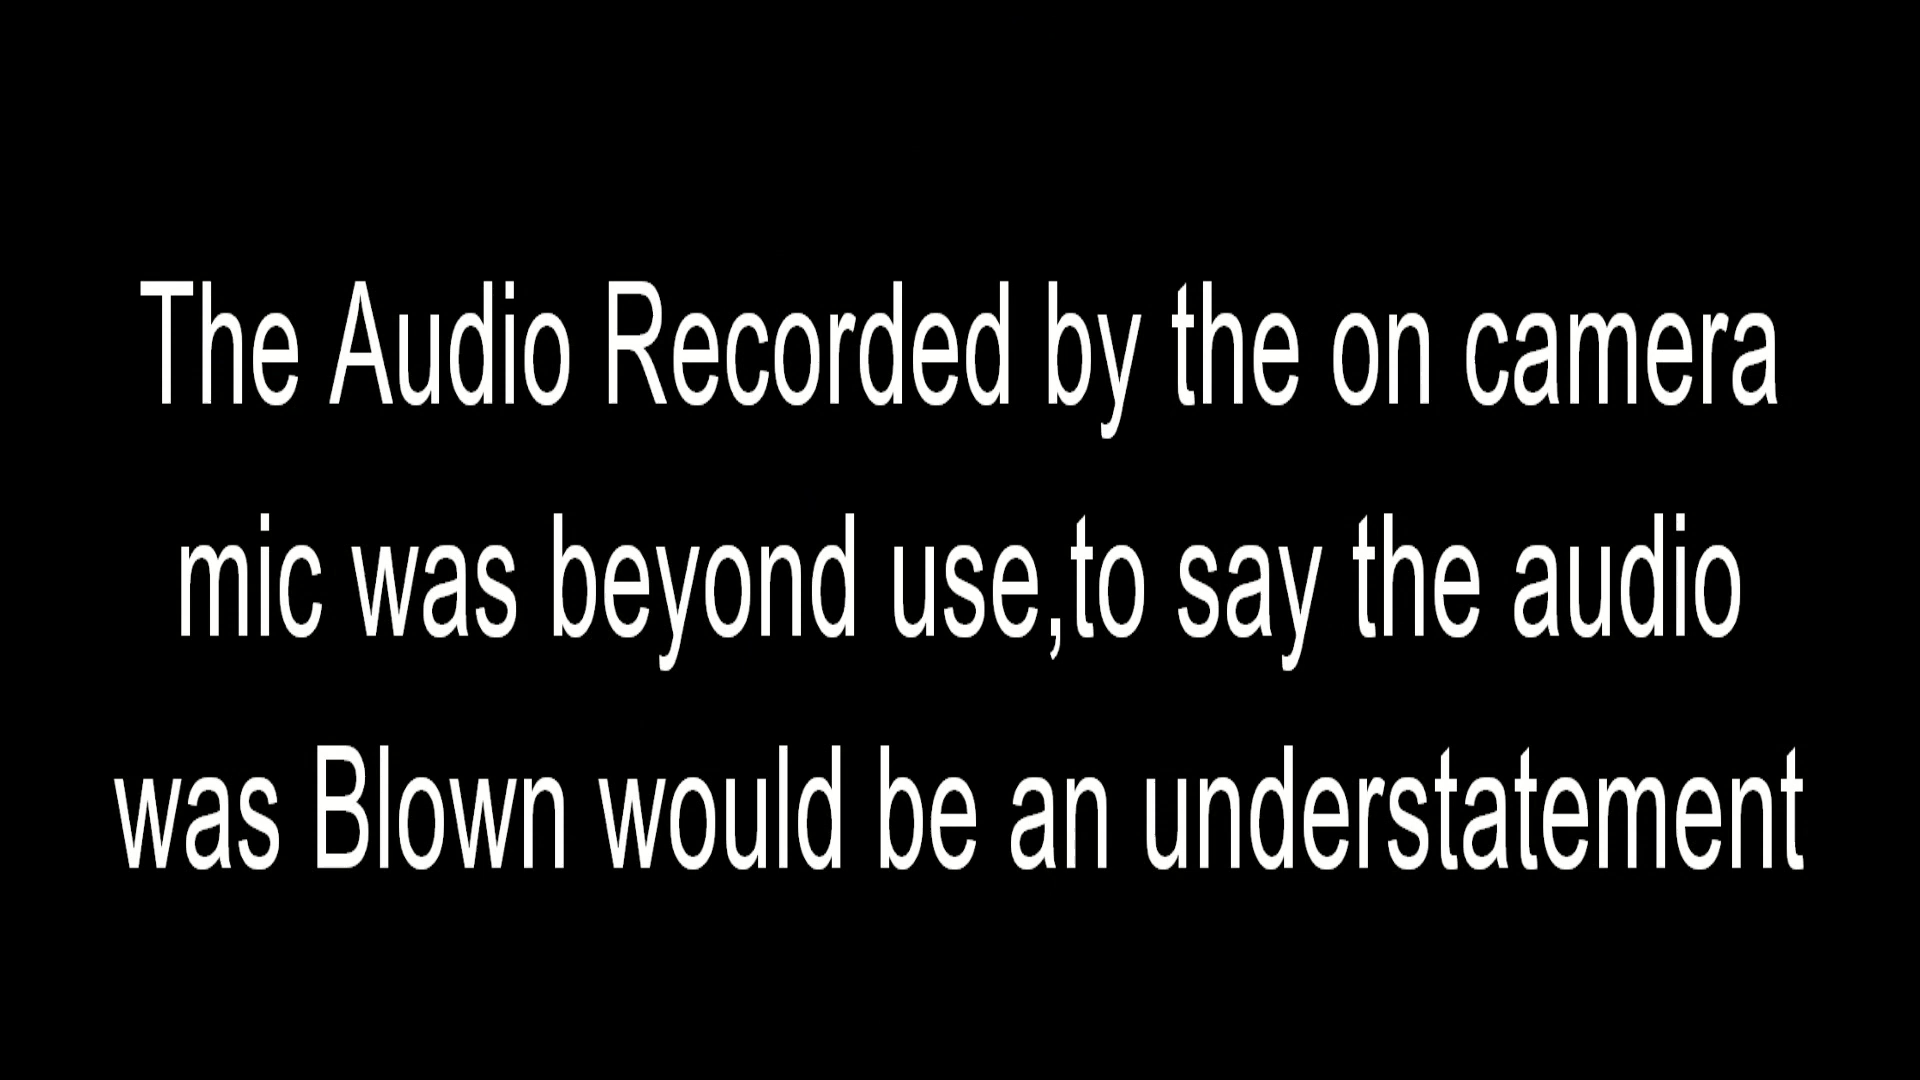 The Audio Recorded by the on camera
mic was beyond use,to say the audio
was Blown would be an understatement